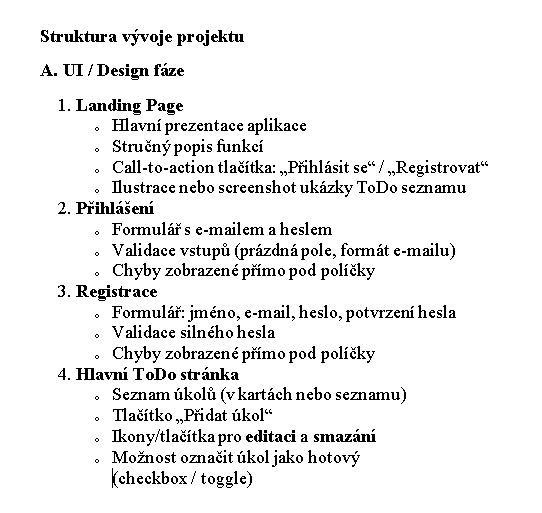 Struktura vývoje projektu
A. UI / Design fáze
1. Landing Page
o Hlavní prezentace aplikace
o Stručný popis funkcí
o Call-to-action tlačítka: „Přihlásit se“ / „Registrovat“
o Ilustrace nebo screenshot ukázky ToDo seznamu
2. Přihlášení
o Formulář s e-mailem a heslem
o Validace vstupů (prázdná pole, formát e-mailu)
o Chyby zobrazené přímo pod políčky
3. Registrace
o Formulář: jméno, e-mail, heslo, potvrzení hesla
o Validace silného hesla
o Chyby zobrazené přímo pod políčky
4. Hlavní ToDo stránka
o Seznam úkolů (v kartách nebo seznamu)
o Tlačítko „Přidat úkol“
o Ikony/tlačítka pro editaci a smazání
o Možnost označit úkol jako hotový
(checkbox / toggle)